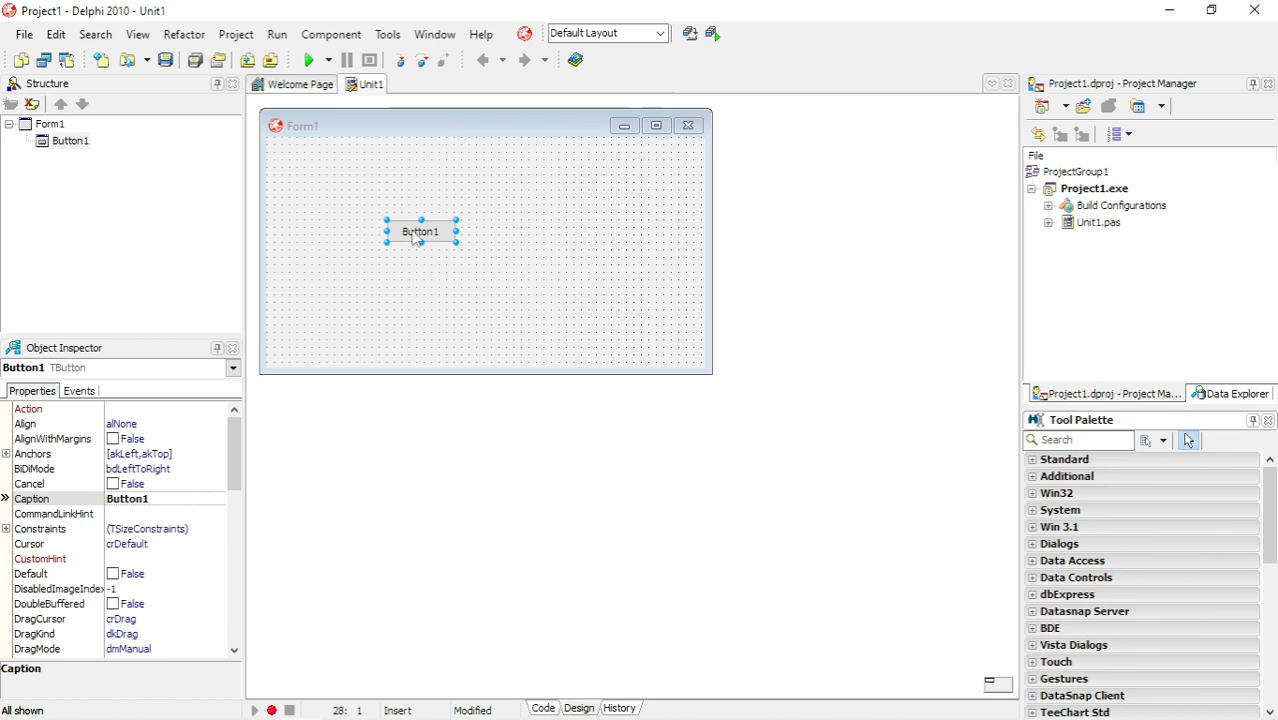 Project1 - Delphi 2010 - Unit1
File Edit Search View Refactor Project Run Component Tools Window Help Default Layout
Structure
Form1
Button1
Welcome Page Unit1
Form1
Button1
Object Inspector
Button1 TButton
Properties Events
Action
Align alNone
AlignWithMargins False
Anchors [akLeft,akTop]
BiDiMode bdLeftToRight
Cancel False
Caption Button1
CommandLinkHint
Constraints (TSizeConstraints)
Cursor crDefault
CustomHint
Default False
DisabledImageIndex -1
DoubleBuffered False
DragCursor crDrag
DragKind dkDrag
DragMode dmManual
Caption
All shown
28: 1 Insert Modified Code Design History
Project1.dproj - Project Manager
File
ProjectGroup1
Project1.exe
Build Configurations
Unit1.pas
Project1.dproj - Project Ma... Data Explorer
Tool Palette
Search
Standard
Additional
Win32
System
Win 3.1
Dialogs
Data Access
Data Controls
dbExpress
Datasnap Server
BDE
Vista Dialogs
Touch
Gestures
DataSnap Client
TeeChart Std